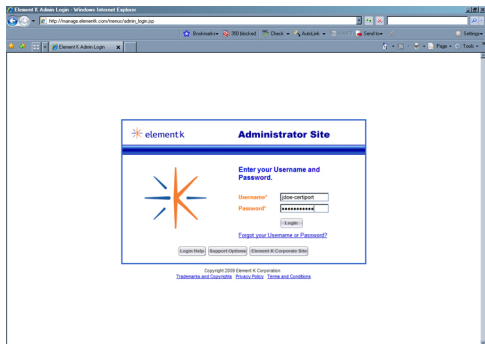 Element K Admin Login - Windows Internet Explorer
http://manage.elementk.com/menuc/admin_login.jsp
Bookmarks 350 blocked Check AutoLink Send to Settings
Element K Admin Login Page Tools
element k Administrator Site
Enter your Username and
Password.
Username* jdoe-certiport
Password*
Login
Forgot your Username or Password?
Login Help Support Options Element K Corporate Site
Copyright 2009 Element K Corporation
Trademarks and Copyrights Privacy Policy Terms and Conditions